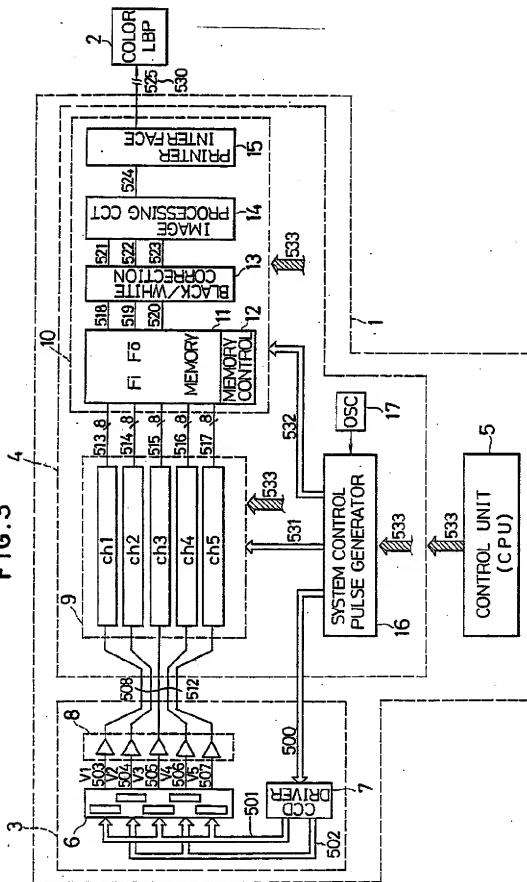 FIG.3
4
3
6
V1
503
V2
504
V3
505
V4
506
V5
507
8
508
512
9
ch1
ch2
ch3
ch4
ch5
513
8
514
8
515
8
516
8
517
8
10
Fi
Fo
MEMORY
11
MEMORY CONTROL
12
518
519
520
BLACK/WHITE
CORRECTION
13
521
522
523
IMAGE
PROCESSING CCT
14
524
PRINTER
INTERFACE
15
525
530
COLOR
LBP
2
533
533
1
531
532
OSC
17
SYSTEM CONTROL
PULSE GENERATOR
16
533
533
500
CCD
DRIVER
7
501
502
CONTROL UNIT
(CPU)
5